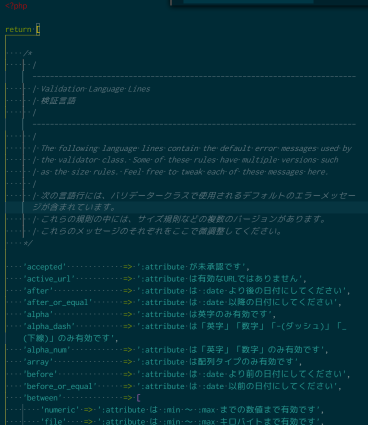 <?php
return [
/*
|
--------------------------------------------------------------------------
| Validation Language Lines
| 検証言語
--------------------------------------------------------------------------
|
| The following language lines contain the default error messages used by
| the validator class. Some of these rules have multiple versions such
| as the size rules. Feel free to tweak each of these messages here.
|
| 次の言語行には、バリデータークラスで使用されるデフォルトのエラーメッセー
ジが含まれています。
| これらの規則の中には、サイズ規則などの複数のバージョンがあります。
| これらのメッセージのそれぞれをここで微調整してください。
*/
'accepted' => ':attribute が未承認です',
'active_url' => ':attribute は有効なURLではありません',
'after' => ':attribute は :date より後の日付にしてください',
'after_or_equal' => ':attribute は :date 以降の日付にしてください',
'alpha' => ':attribute は英字のみ有効です',
'alpha_dash' => ':attribute は「英字」「数字」「-(ダッシュ)」「_
(下線)」のみ有効です',
'alpha_num' => ':attribute は「英字」「数字」のみ有効です',
'array' => ':attribute は配列タイプのみ有効です',
'before' => ':attribute は :date より前の日付にしてください',
'before_or_equal' => ':attribute は :date 以前の日付にしてください',
'between' => [
'numeric' => ':attribute は :min ～ :max までの数値まで有効です',
'file' => ':attribute は :min ～ :max キロバイトまで有効です',